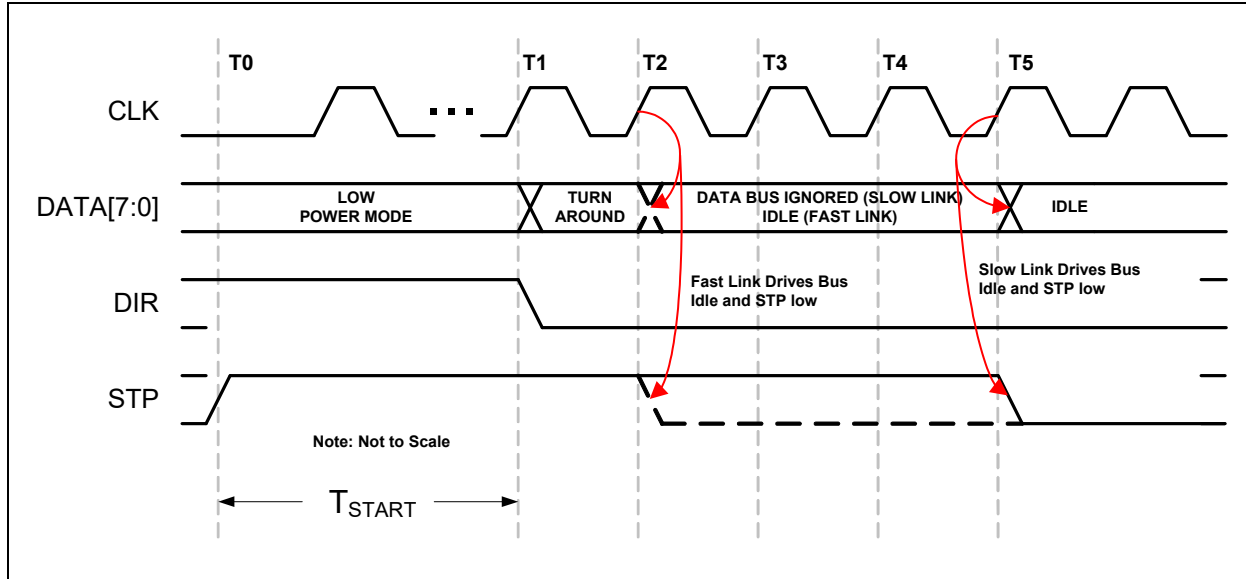 T0
T1
T2
T3
T4
T5
CLK
DATA[7:0]
LOW
POWER MODE
TURN
AROUND
DATA BUS IGNORED (SLOW LINK)
IDLE (FAST LINK)
IDLE
DIR
Fast Link Drives Bus
Idle and STP low
Slow Link Drives Bus
Idle and STP low
STP
Note: Not to Scale
TSTART